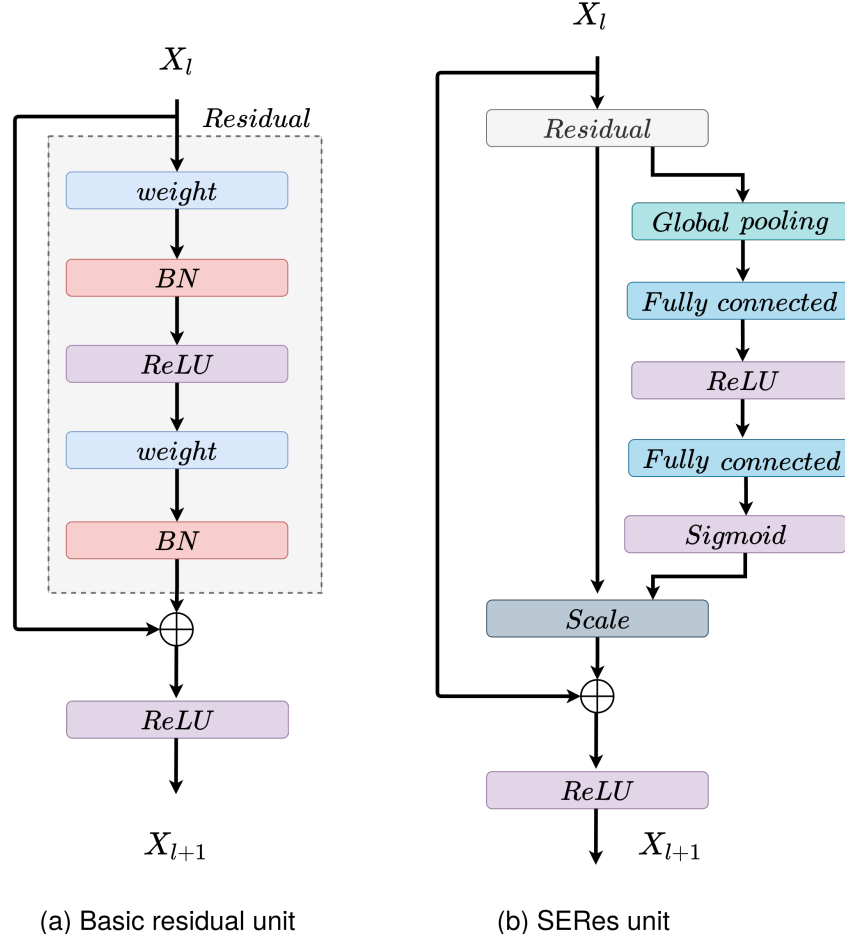 X_l
Residual
weight
BN
ReLU
weight
BN
ReLU
X_{l+1}
(a) Basic residual unit
X_l
Residual
Global pooling
Fully connected
ReLU
Fully connected
Sigmoid
Scale
ReLU
X_{l+1}
(b) SERes unit